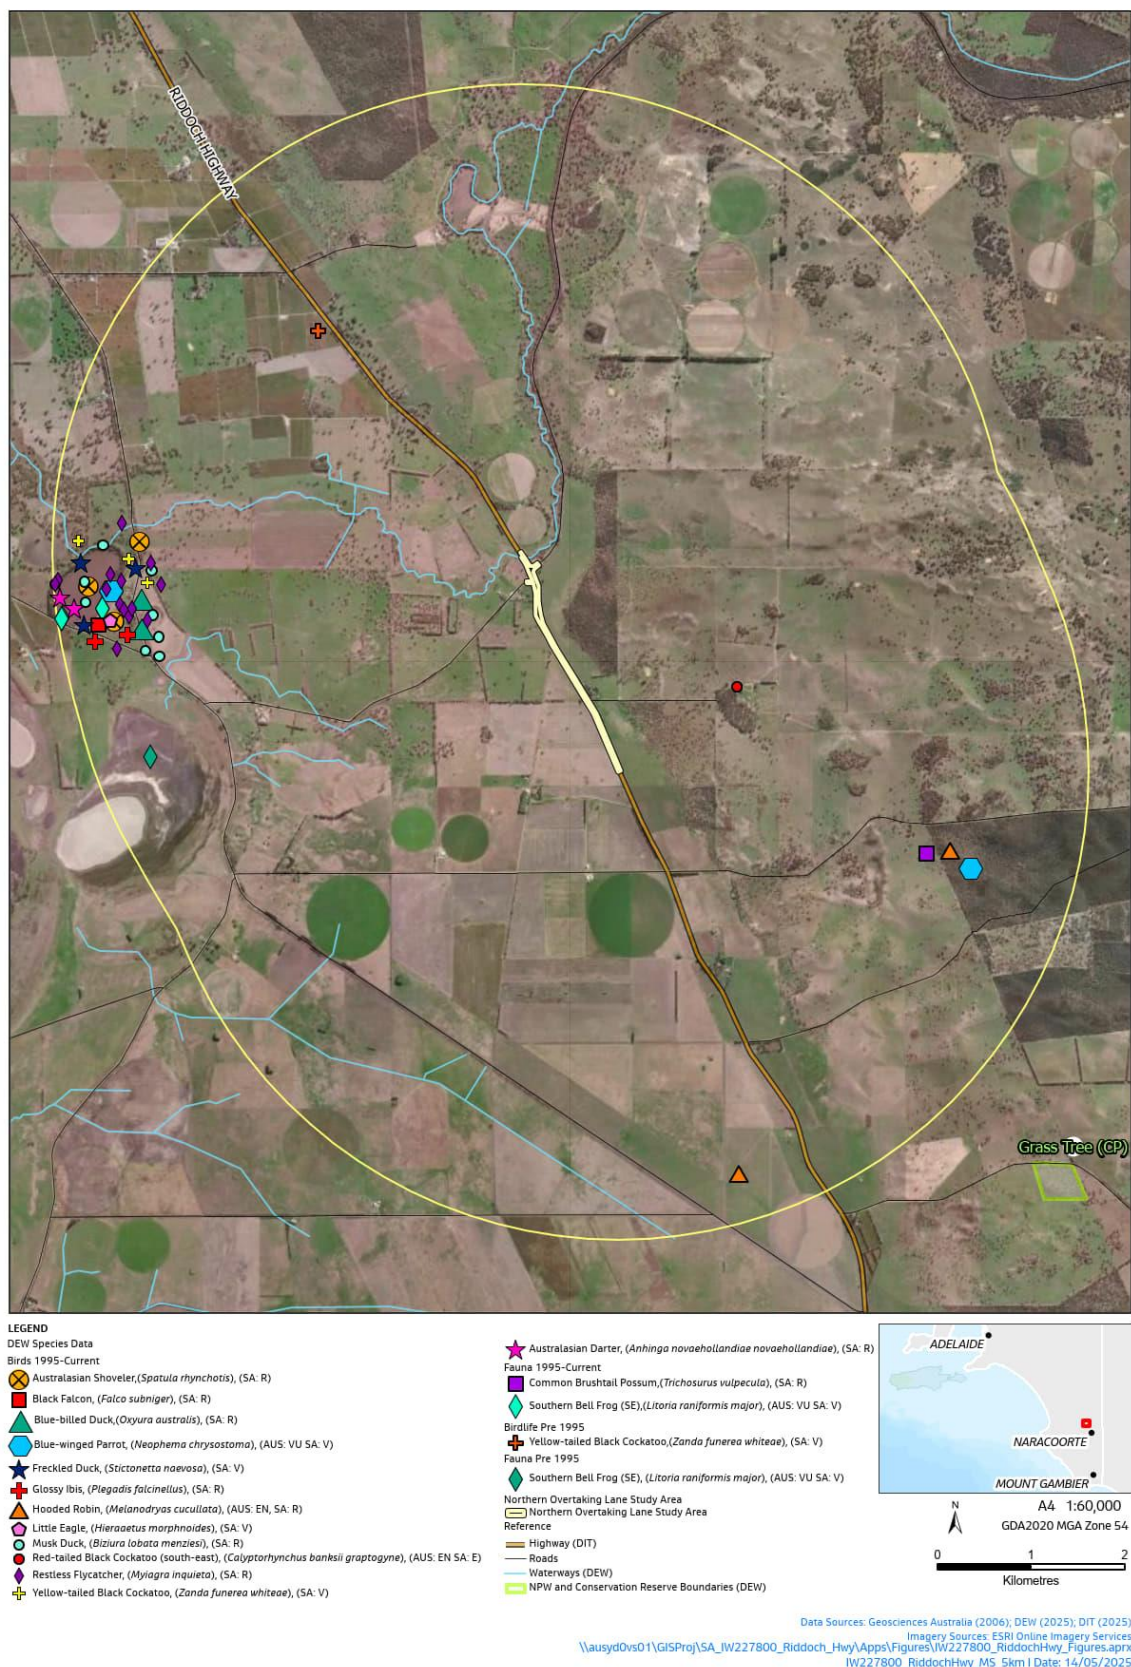 RIDDOCH HIGHWAY
Grass Tree (CP)
LEGEND
DEW Species Data
Birds 1995-Current
Australasian Shoveler,(Spatula rhynchotis), (SA: R)
Black Falcon, (Falco subniger), (SA: R)
Blue-billed Duck,(Oxyura australis), (SA: R)
Blue-winged Parrot, (Neophema chrysostoma), (AUS: VU SA: V)
Freckled Duck, (Stictonetta naevosa), (SA: V)
Glossy Ibis, (Plegadis falcinellus), (SA: R)
Hooded Robin, (Melanodryas cucullata), (AUS: EN, SA: R)
Little Eagle, (Hieraaetus morphnoides), (SA: V)
Musk Duck, (Biziura lobata menziesi), (SA: R)
Red-tailed Black Cockatoo (south-east), (Calyptorhynchus banksii graptogyne), (AUS: EN SA: E)
Restless Flycatcher, (Myiagra inquieta), (SA: R)
Yellow-tailed Black Cockatoo, (Zanda funerea whiteae), (SA: V)
Australasian Darter, (Anhinga novaehollandiae novaehollandiae), (SA: R)
Fauna 1995-Current
Common Brushtail Possum,(Trichosurus vulpecula), (SA: R)
Southern Bell Frog (SE),(Litoria raniformis major), (AUS: VU SA: V)
Birdlife Pre 1995
Yellow-tailed Black Cockatoo,(Zanda funerea whiteae), (SA: V)
Fauna Pre 1995
Southern Bell Frog (SE), (Litoria raniformis major), (AUS: VU SA: V)
Northern Overtaking Lane Study Area
Northern Overtaking Lane Study Area
Reference
Highway (DIT)
Roads
Waterways (DEW)
NPW and Conservation Reserve Boundaries (DEW)
ADELAIDE
NARACOORTE
MOUNT GAMBIER
N
A4 1:60,000
GDA2020 MGA Zone 54
0 1 2
Kilometres
Data Sources: Geosciences Australia (2006); DEW (2025); DIT (2025)
Imagery Sources: ESRI Online Imagery Services
\\ausyd0vs01\GISProj\SA_IW227800_Riddoch_Hwy\Apps\Figures\IW227800_RiddochHwy_Figures.aprx
IW227800_RiddochHwy_MS_5km | Date: 14/05/2025